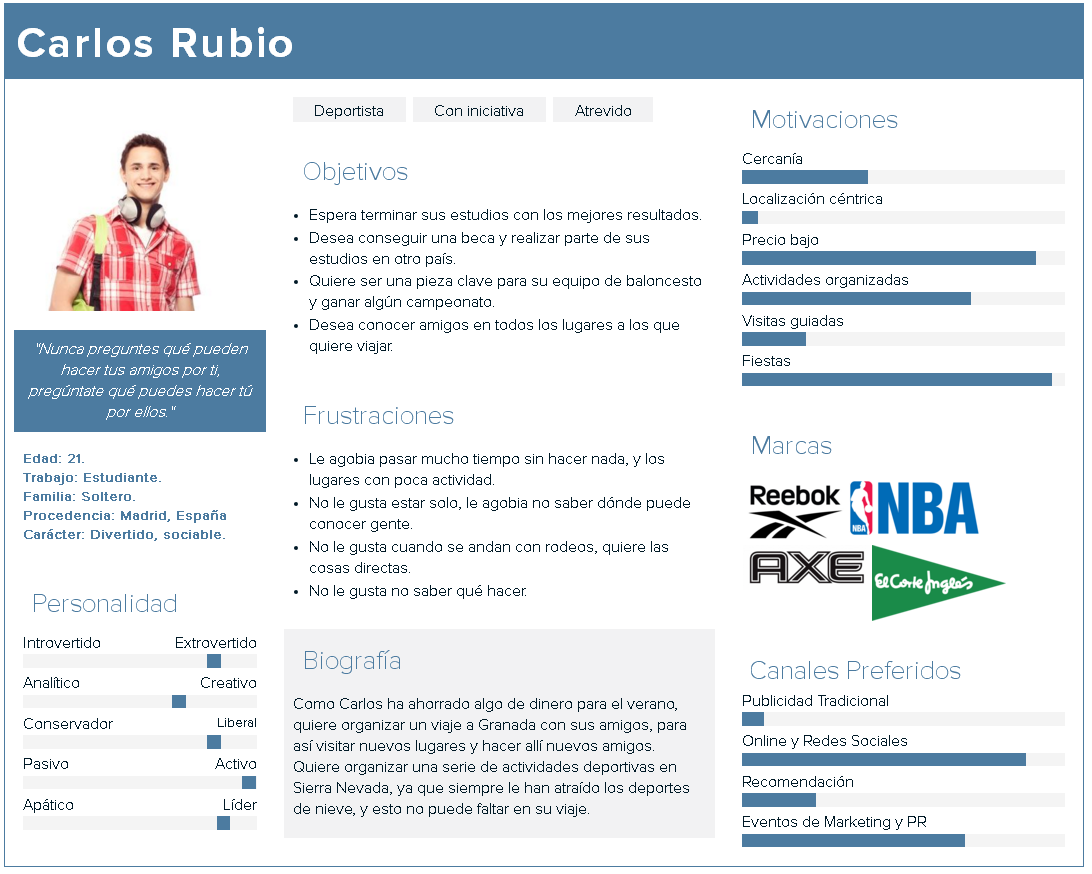 Carlos Rubio
"Nunca preguntes qué pueden
hacer tus amigos por ti,
pregúntate qué puedes hacer tú
por ellos."
Edad: 21.
Trabajo: Estudiante.
Familia: Soltero.
Procedencia: Madrid, España
Carácter: Divertido, sociable.
Personalidad
Introvertido Extrovertido
Analítico Creativo
Conservador Liberal
Pasivo Activo
Apático Líder
Deportista Con iniciativa Atrevido
Objetivos
• Espera terminar sus estudios con los mejores resultados.
• Desea conseguir una beca y realizar parte de sus
estudios en otro país.
• Quiere ser una pieza clave para su equipo de baloncesto
y ganar algún campeonato.
• Desea conocer amigos en todos los lugares a los que
quiere viajar.
Frustraciones
• Le agobia pasar mucho tiempo sin hacer nada, y los
lugares con poca actividad.
• No le gusta estar solo, le agobia no saber dónde puede
conocer gente.
• No le gusta cuando se andan con rodeos, quiere las
cosas directas.
• No le gusta no saber qué hacer.
Biografía
Como Carlos ha ahorrado algo de dinero para el verano,
quiere organizar un viaje a Granada con sus amigos, para
así visitar nuevos lugares y hacer allí nuevos amigos.
Quiere organizar una serie de actividades deportivas en
Sierra Nevada, ya que siempre le han atraído los deportes
de nieve, y esto no puede faltar en su viaje.
Motivaciones
Cercanía
Localización céntrica
Precio bajo
Actividades organizadas
Visitas guiadas
Fiestas
Marcas
Reebok
NBA NBA
AXE
El Corte Inglés
Canales Preferidos
Publicidad Tradicional
Online y Redes Sociales
Recomendación
Eventos de Marketing y PR